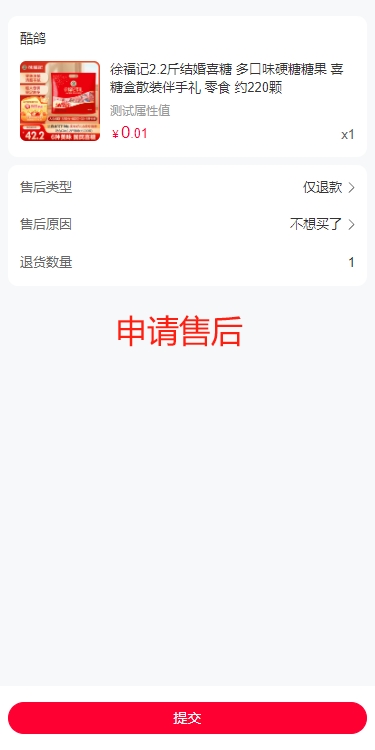 酷鸽
徐福记2.2斤结婚喜糖 多口味硬糖糖果 喜
糖盒散装伴手礼 零食 约220颗
测试属性值
¥0.01
x1
42.2
售后类型
仅退款
售后原因
不想买了
退货数量
1
申请售后
提交